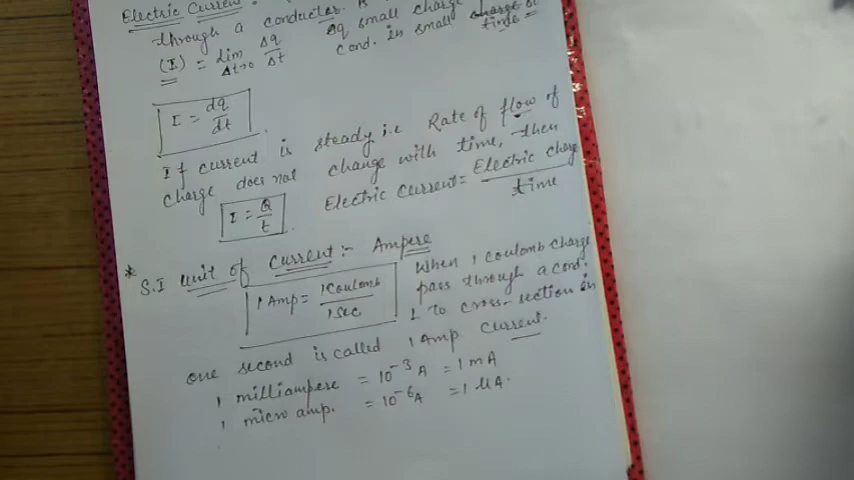 Electric Current :-
through a conductor. is
(I) = lim Δt→0 Δq/Δt Δq small charge
cond. in small time
I = dq/dt
If current is steady i.e Rate of flow of
charge does not change with time, then
I = Q/t Electric Current = Electric charge/time
* S.I unit of Current :- Ampere
1 Amp = 1 Coulomb/1 sec When 1 coulomb charge
pass through a cond.
⊥ to cross-section in
one second is called 1 Amp current.
1 milliampere = 10⁻³ A = 1 mA
1 micro amp. = 10⁻⁶ A = 1 μA.